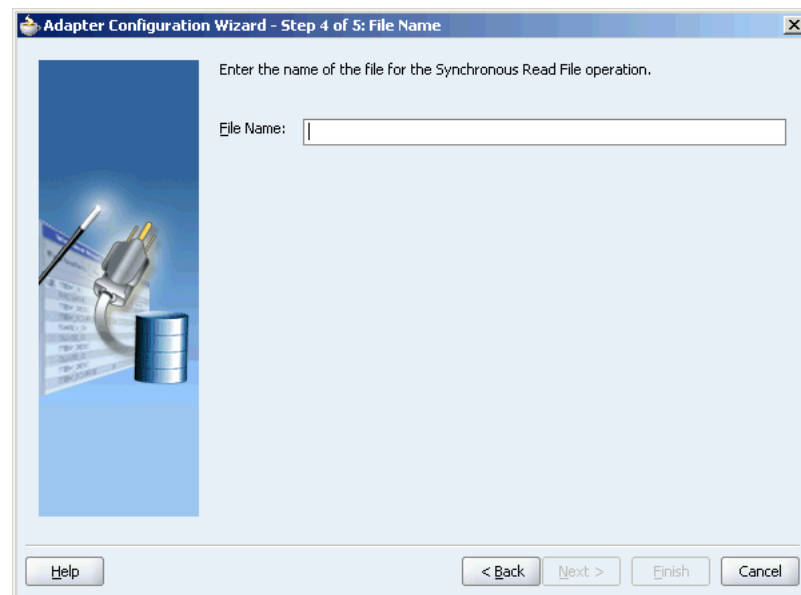 Adapter Configuration Wizard - Step 4 of 5: File Name
Enter the name of the file for the Synchronous Read File operation.
File Name:
Help
< Back
Next >
Finish
Cancel